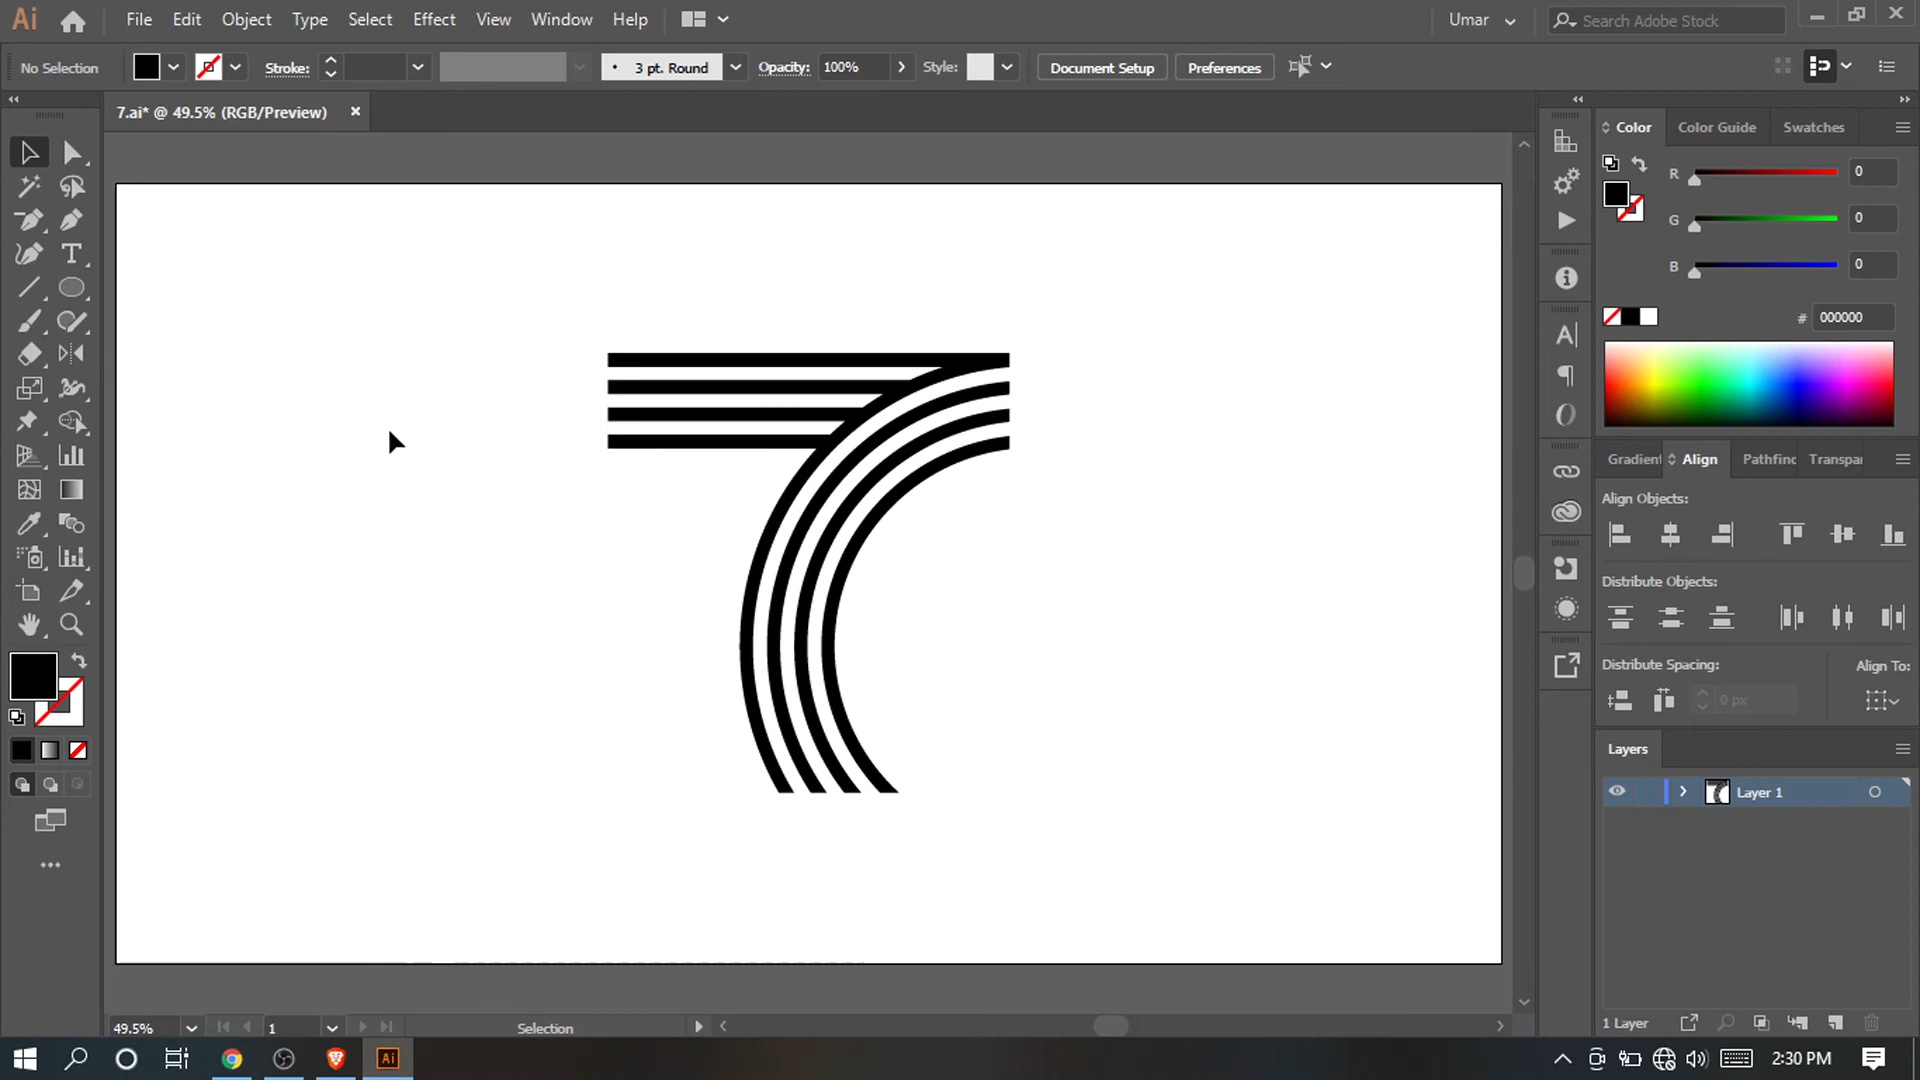 Ai File Edit Object Type Select Effect View Window Help Umar Search Adobe Stock
No Selection Stroke: 3 pt. Round Opacity: 100% Style: Document Setup Preferences
7.ai* @ 49.5% (RGB/Preview)
Color Color Guide Swatches
R 0
G 0
B 0
# 000000
Gradient Align Pathfinc Transpar
Align Objects:
Distribute Objects:
Distribute Spacing: Align To:
0 px
Layers
Layer 1
7
49.5% 1 Selection
1 Layer
Ai 2:30 PM